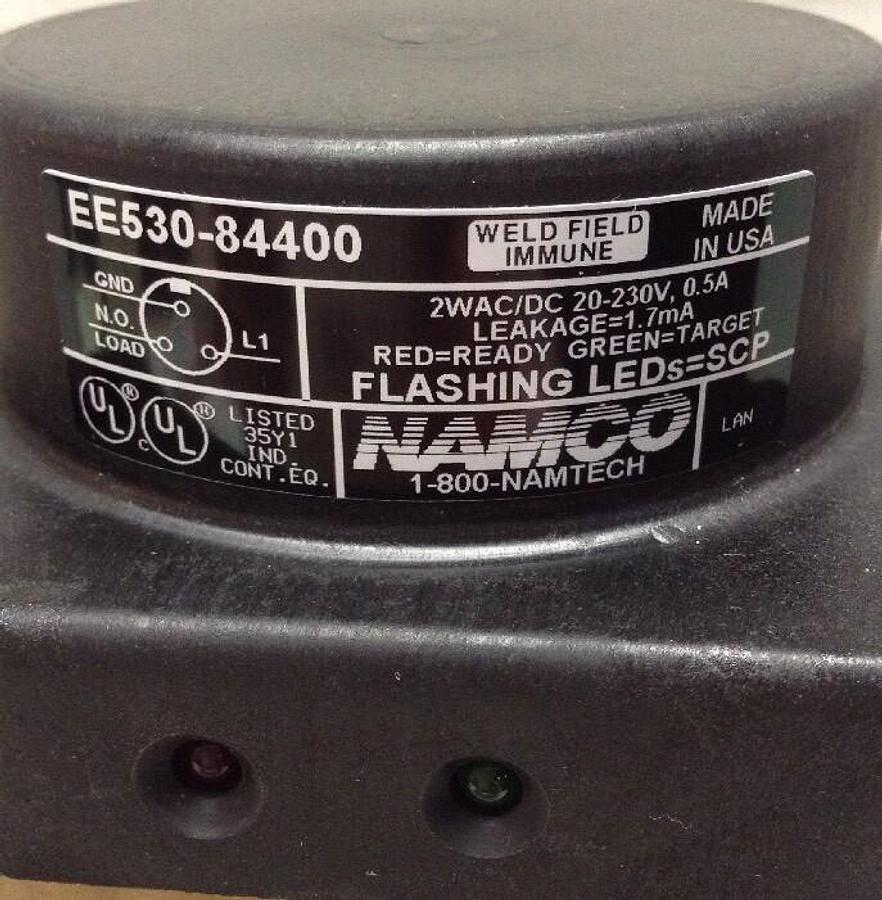 EE530-84400
WELD FIELD
IMMUNE
MADE
IN USA
GND
N.O.
LOAD
L1
2WAC/DC 20-230V, 0.5A
LEAKAGE=1.7mA
RED=READY GREEN=TARGET
FLASHING LEDs=SCP
UL®
C UL®
LISTED
35Y1
IND.
CONT.EQ.
NAMCO
1-800-NAMTECH
LAN